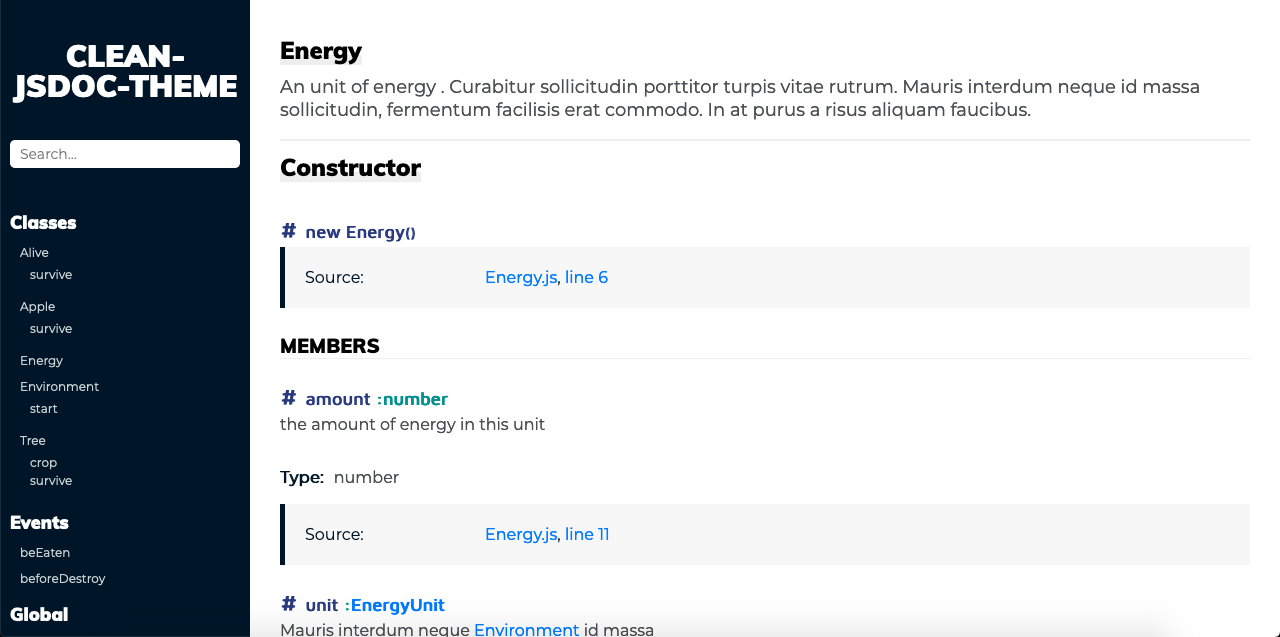 CLEAN-
JSDOC-THEME
Search...
Classes
Alive
survive
Apple
survive
Energy
Environment
start
Tree
crop
survive
Events
beEaten
beforeDestroy
Global
Energy
An unit of energy . Curabitur sollicitudin porttitor turpis vitae rutrum. Mauris interdum neque id massa
sollicitudin, fermentum facilisis erat commodo. In at purus a risus aliquam faucibus.
Constructor
# new Energy()
Source: Energy.js, line 6
MEMBERS
# amount :number
the amount of energy in this unit
Type: number
Source: Energy.js, line 11
# unit :EnergyUnit
Mauris interdum neque Environment id massa